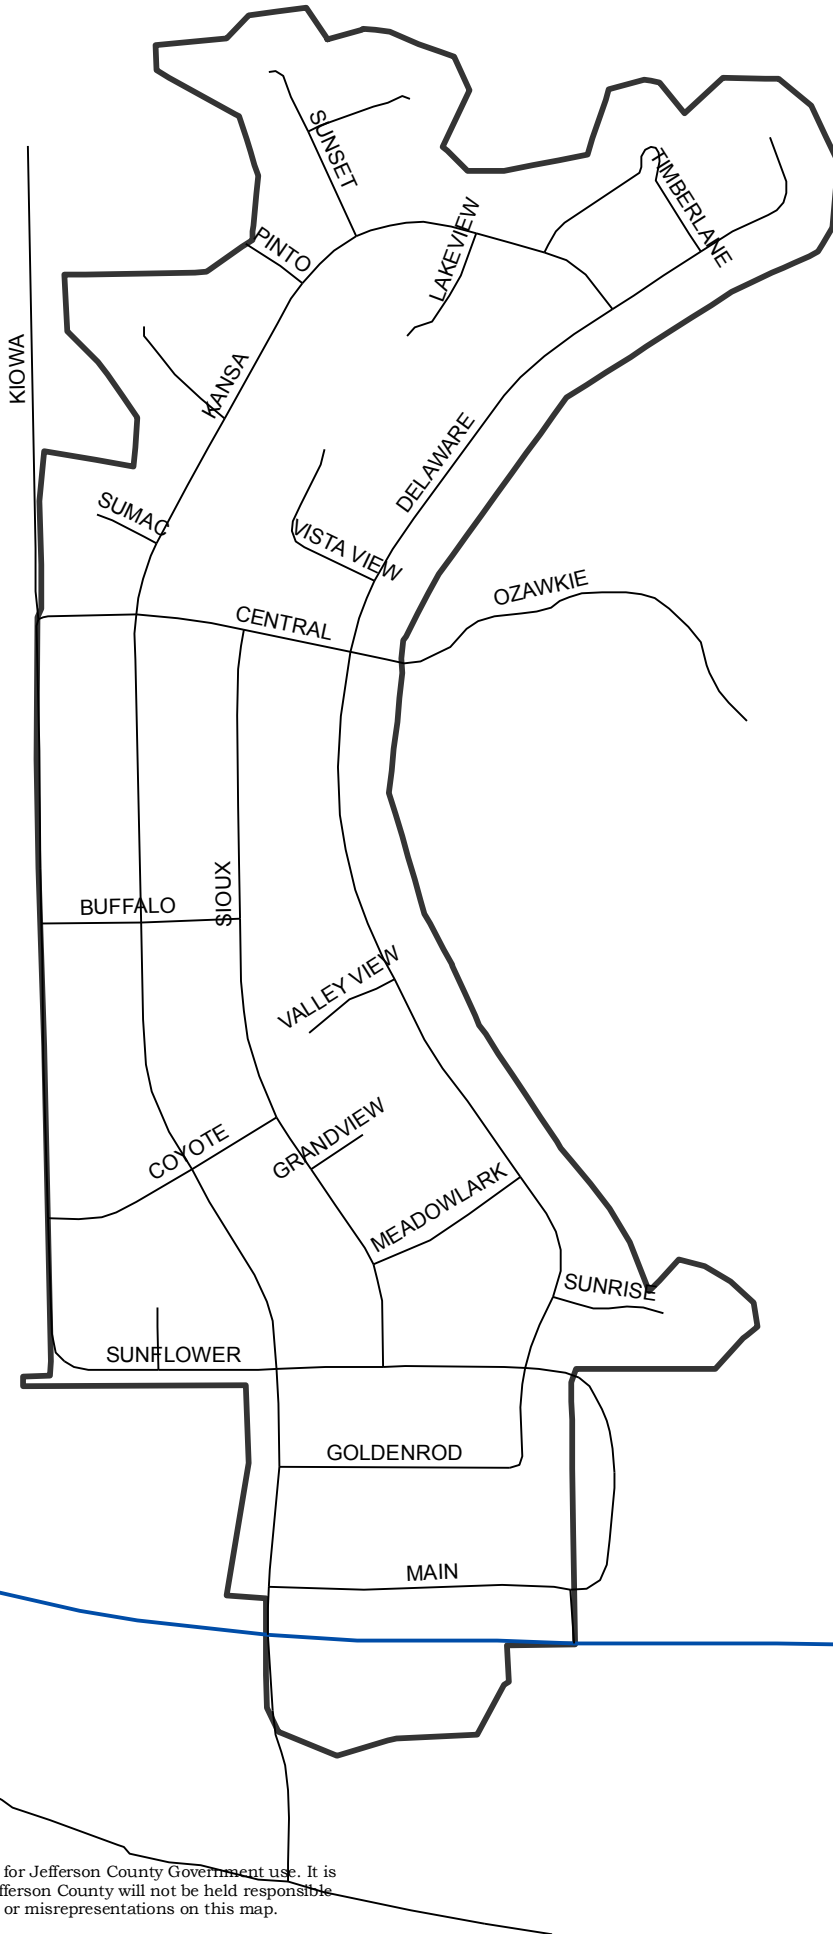 SUNSET
TIMBERLANE
LAKEVIEW
PINTO
KIOWA
KANSA
DELAWARE
SUMAC
VISTA VIEW
OZAWKIE
CENTRAL
SIOUX
BUFFALO
VALLEY VIEW
GRANDVIEW
COYOTE
MEADOWLARK
SUNRISE
SUNFLOWER
GOLDENROD
MAIN
for Jefferson County Government use. It is
fferson County will not be held responsible
or misrepresentations on this map.